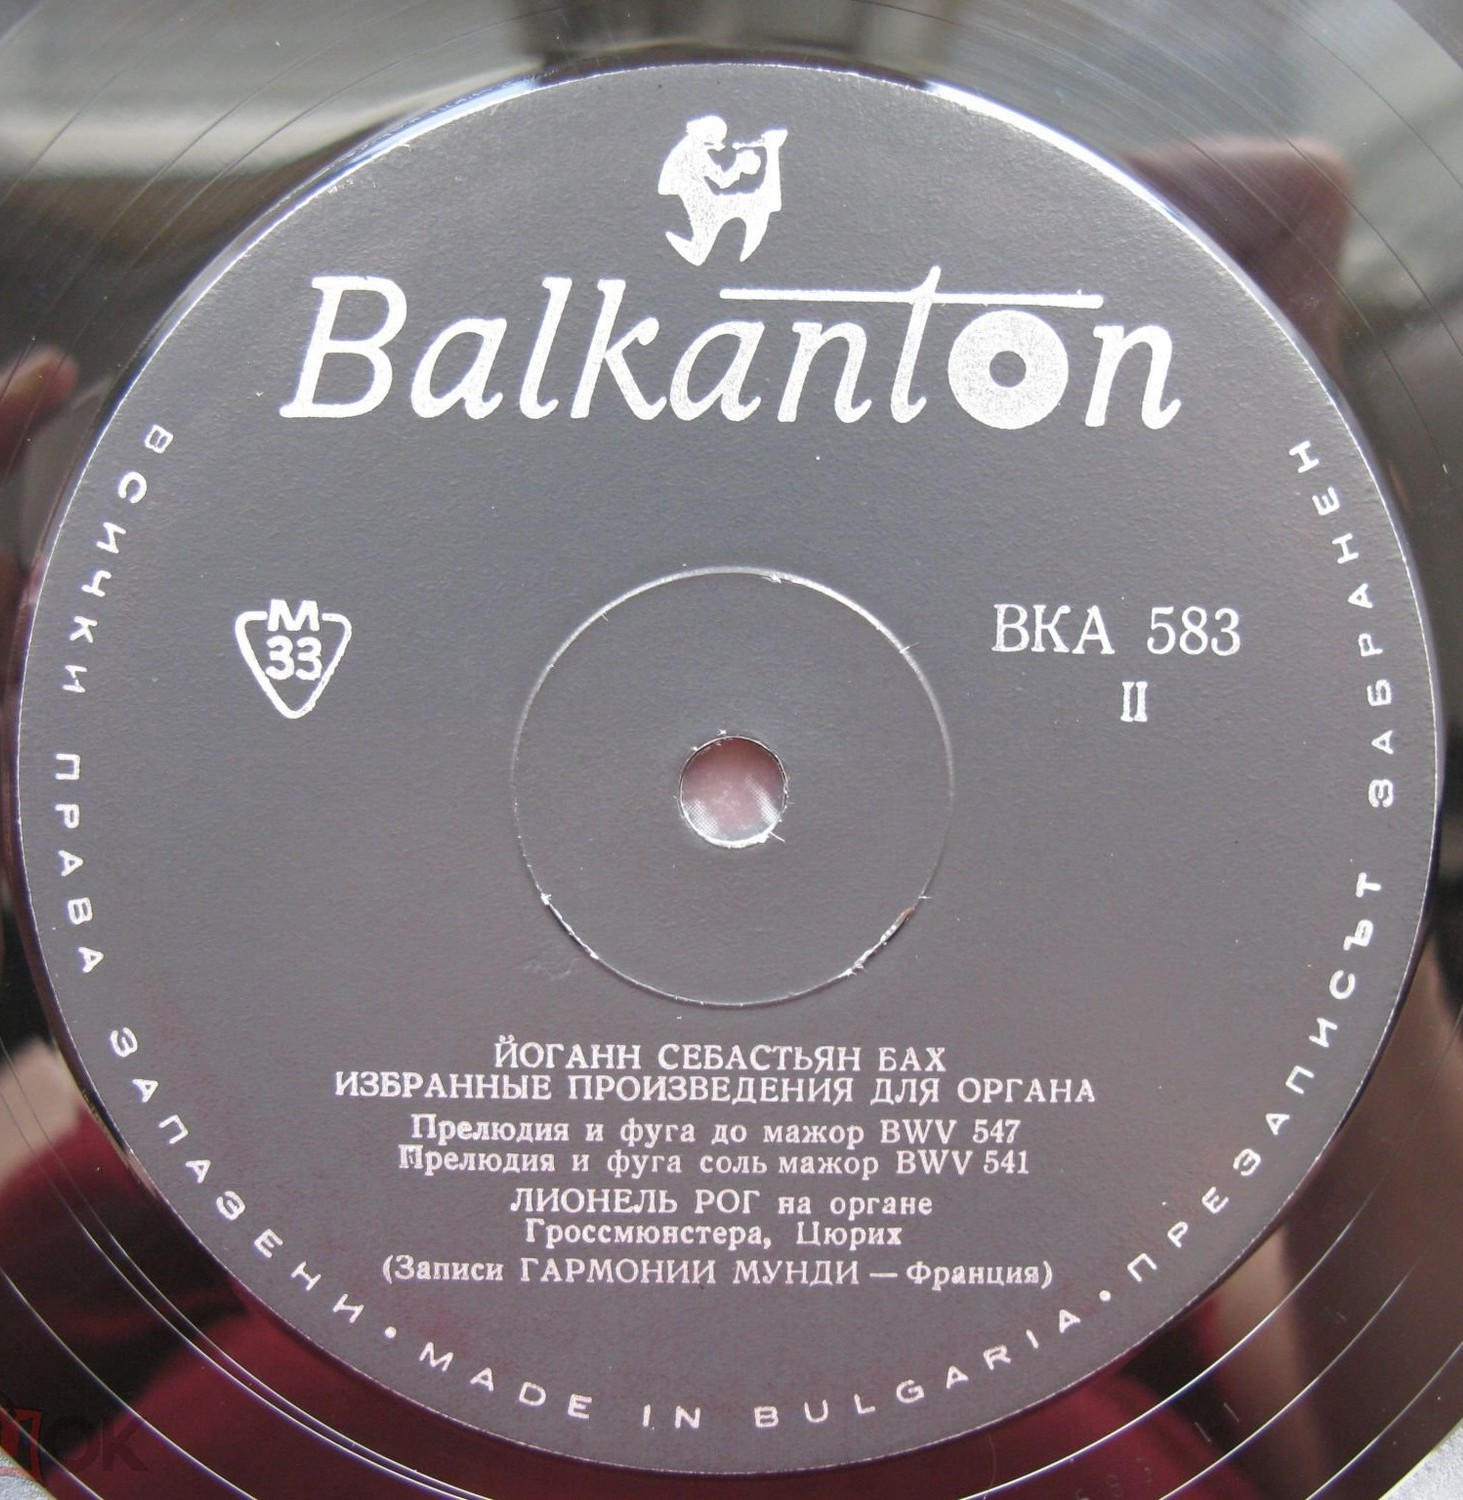 Balkanton
М
33
ВКА 583
II
ЙОГАНН СЕБАСТЬЯН БАХ
ИЗБРАННЫЕ ПРОИЗВЕДЕНИЯ ДЛЯ ОРГАНА
Прелюдия и фуга до мажор BWV 547
Прелюдия и фуга соль мажор BWV 541
ЛИОНЕЛЬ РОГ на органе
Гроссмюнстера, Цюрих
(Записи ГАРМОНИИ МУНДИ — Франция)
ВСИЧКИ ПРАВА ЗАПАЗЕНИ • MADE IN BULGARIA • ПРЕЗАПИСЪТ ЗАБРАНЕН